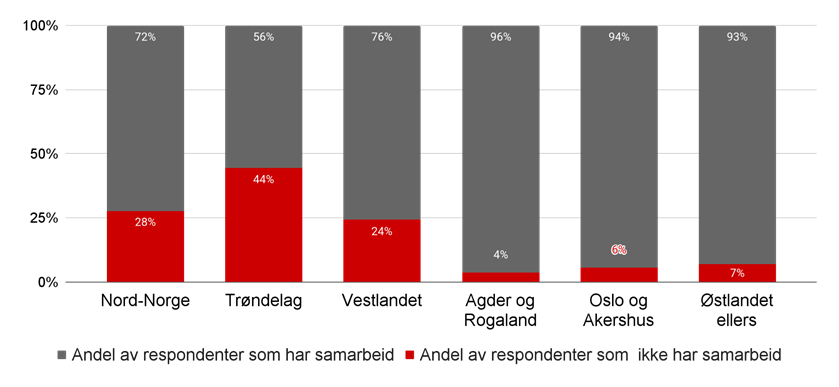 100%
72%
56%
76%
96%
94%
93%
75%
50%
44%
25%
28%
24%
4%
6%
7%
0%
Nord-Norge
Trøndelag
Vestlandet
Agder og
Rogaland
Oslo og
Akershus
Østlandet
ellers
Andel av respondenter som har samarbeid
Andel av respondenter som ikke har samarbeid